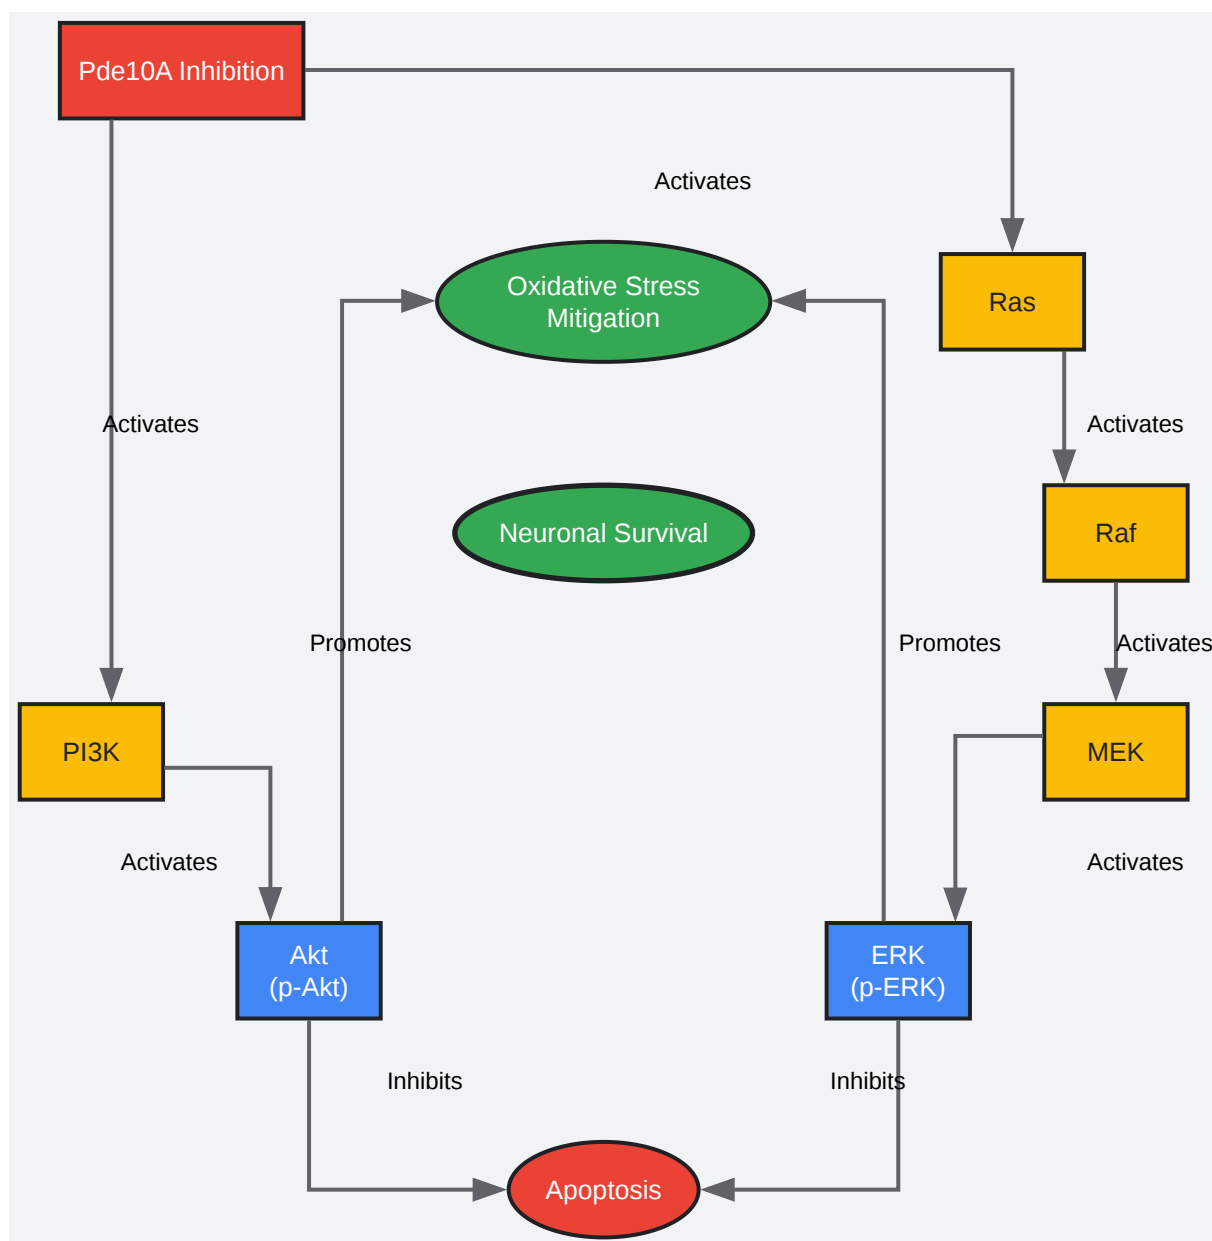 Pde10A Inhibition
Activates
Oxidative Stress
Mitigation
Ras
Activates
Activates
Neuronal Survival
Raf
Promotes
Promotes
Activates
PI3K
MEK
Activates
Activates
Akt
(p-Akt)
ERK
(p-ERK)
Inhibits
Inhibits
Apoptosis